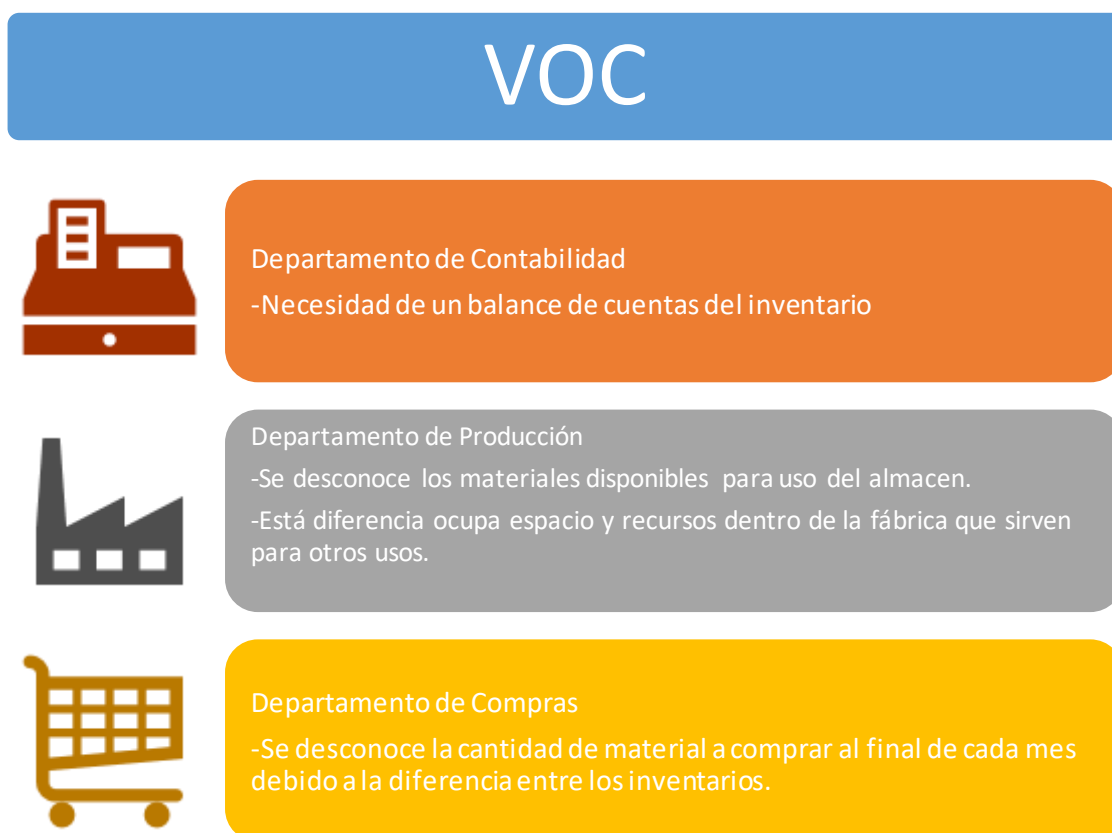 VOC
Departamento de Contabilidad
-Necesidad de un balance de cuentas del inventario
Departamento de Producción
-Se desconoce los materiales disponibles para uso del almacen.
-Está diferencia ocupa espacio y recursos dentro de la fábrica que sirven
para otros usos.
Departamento de Compras
-Se desconoce la cantidad de material a comprar al final de cada mes
debido a la diferencia entre los inventarios.